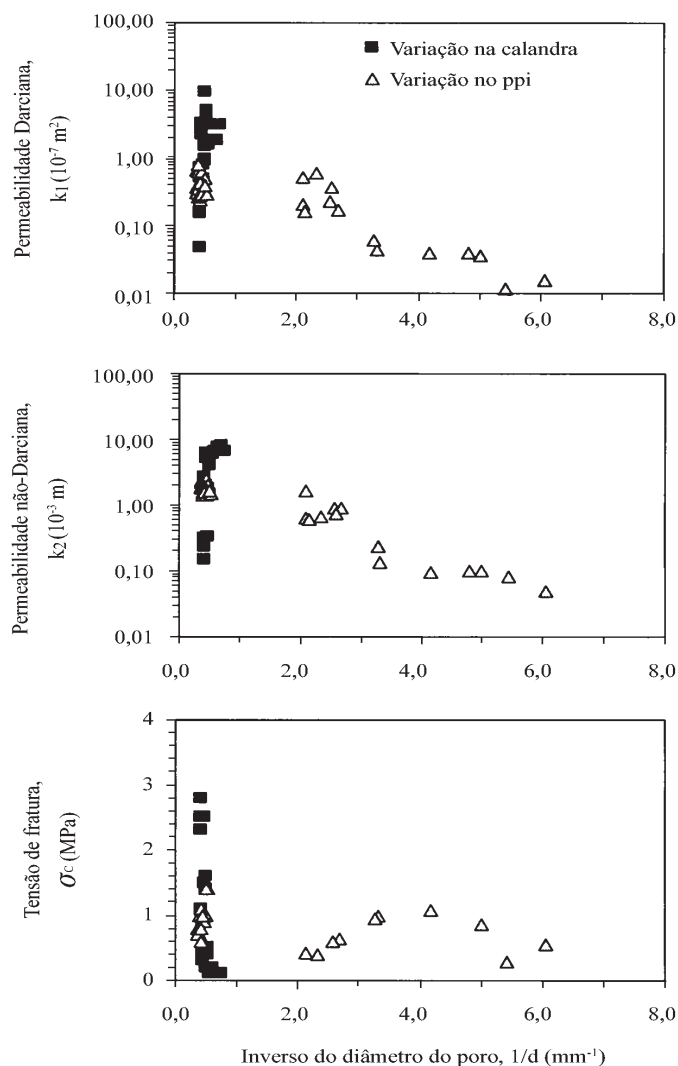 Permeabilidade Darciana,
k₁ (10⁻⁷ m²)
100,00
10,00
1,00
0,10
0,01
■ Variação na calandra
△ Variação no ppi
0,0 2,0 4,0 6,0 8,0
Permeabilidade não-Darciana,
k₂ (10⁻³ m)
100,00
10,00
1,00
0,10
0,01
0,0 2,0 4,0 6,0 8,0
Tensão de fratura,
σc (MPa)
4
3
2
1
0
0,0 2,0 4,0 6,0 8,0
Inverso do diâmetro do poro, 1/d (mm⁻¹)